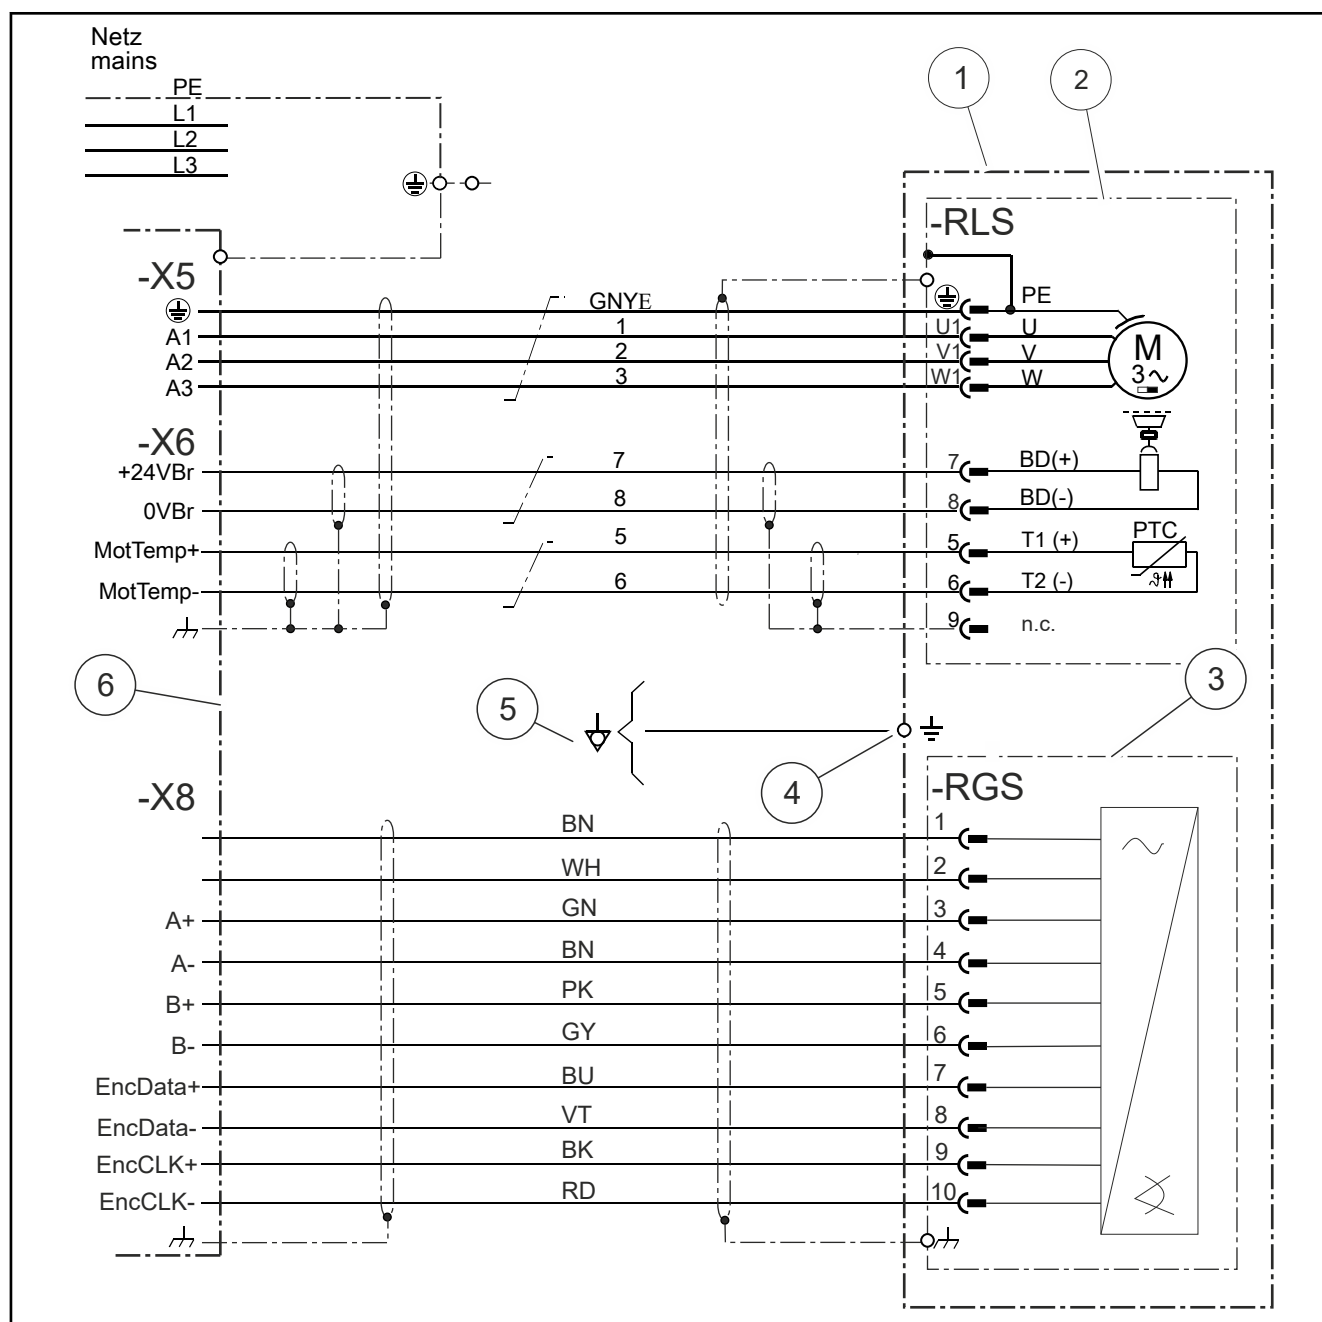 Netz
mains
PE
L1
L2
L3
1
2
-RLS
-X5
GNYE
PE
A1
1
U1
U
A2
2
V1
V
A3
3
W1
W
M
3
-X6
+24VBr
7
7
BD(+)
0VBr
8
8
BD(-)
MotTemp+
5
5
T1 (+)
PTC
MotTemp-
6
6
T2 (-)
ϑ
9
n.c.
6
5
4
3
-X8
-RGS
BN
1
WH
2
A+
GN
3
A-
BN
4
B+
PK
5
B-
GY
6
EncData+
BU
7
EncData-
VT
8
EncCLK+
BK
9
EncCLK-
RD
10